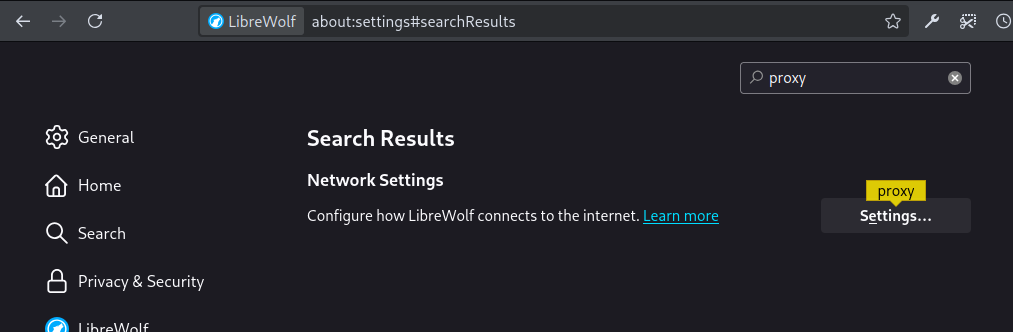 LibreWolf about:settings#searchResults
proxy
General
Home
Search
Privacy & Security
LibreWolf
Search Results
Network Settings
Configure how LibreWolf connects to the internet. Learn more
proxy
Settings...